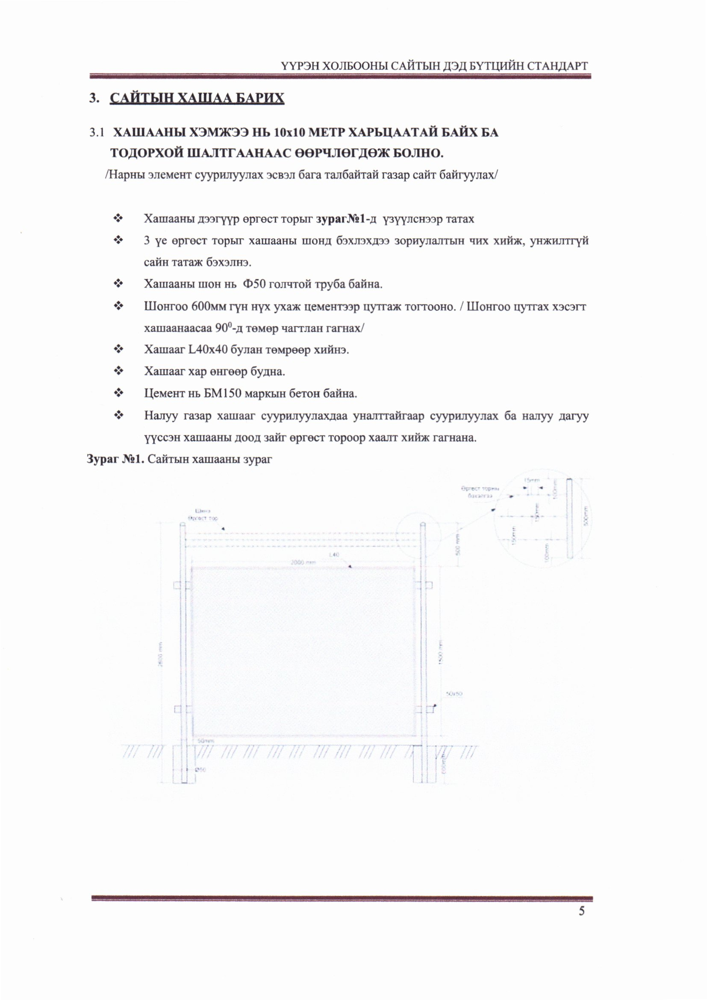 ҮҮРЭН ХОЛБООНЫ САЙТЫН ДЭД БҮТЦИЙН СТАНДАРТ
3. САЙТЫН ХАШАА БАРИХ
3.1 ХАШААНЫ ХЭМЖЭЭ НЬ 10х10 МЕТР ХАРЬЦААТАЙ БАЙХ БА
ТОДОРХОЙ ШАЛТГААНААС ӨӨРЧЛӨГДӨЖ БОЛНО.
/Нарны элемент суурилуулах эсвэл бага талбайтай газар сайт байгуулах/
❖ Хашааны дээгүүр өргөст торыг зураг№1-д үзүүлснээр татах
❖ 3 үе өргөст торыг хашааны шонд бэхлэхдээ зориулалтын чих хийж, унжилтгүй
сайн татаж бэхэлнэ.
❖ Хашааны шон нь Ф50 голчтой труба байна.
❖ Шонгоо 600мм гүн нүх ухаж цементээр цутгаж тогтооно. / Шонгоо цутгах хэсэгт
хашаанаасаа 90⁰-д төмөр чагтлан гагнах/
❖ Хашааг L40x40 булан төмрөөр хийнэ.
❖ Хашааг хар өнгөөр будна.
❖ Цемент нь БМ150 маркын бетон байна.
❖ Налуу газар хашааг суурилуулахдаа уналттайгаар суурилуулах ба налуу дагуу
үүссэн хашааны доод зайг өргөст тороор хаалт хийж гагнана.
Зураг №1. Сайтын хашааны зураг
15mm
Өргөст торны
бэхэлгээ
100mm
150mm
500mm
150mm
100mm
Шинэ
Өргөст тор
500 mm
L40
2000 mm
2600 mm
1500 mm
50x50
50mm
Ø50
600mm
5